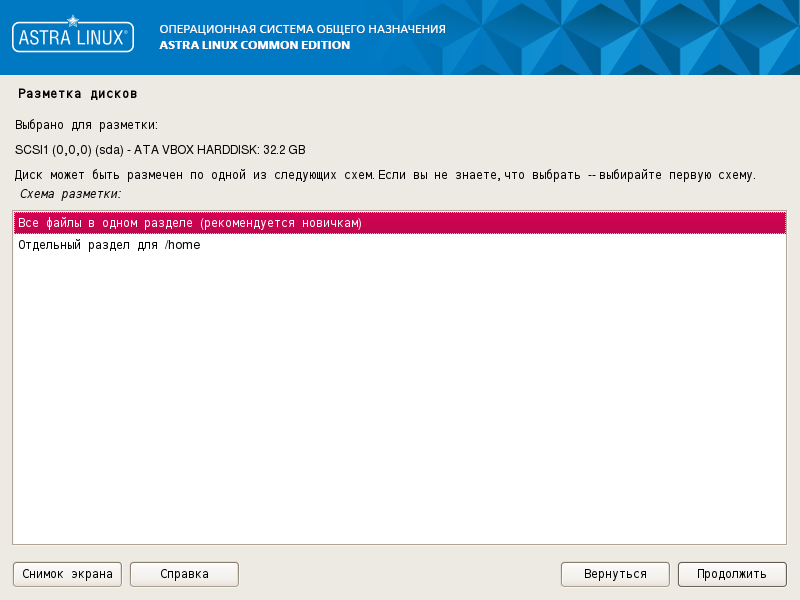 ASTRA LINUX®
ОПЕРАЦИОННАЯ СИСТЕМА ОБЩЕГО НАЗНАЧЕНИЯ
ASTRA LINUX COMMON EDITION
Разметка дисков
Выбрано для разметки:
SCSI1 (0,0,0) (sda) - ATA VBOX HARDDISK: 32.2 GB
Диск может быть размечен по одной из следующих схем. Если вы не знаете, что выбрать -- выбирайте первую схему.
Схема разметки:
Все файлы в одном разделе (рекомендуется новичкам)
Отдельный раздел для /home
Снимок экрана Справка Вернуться Продолжить